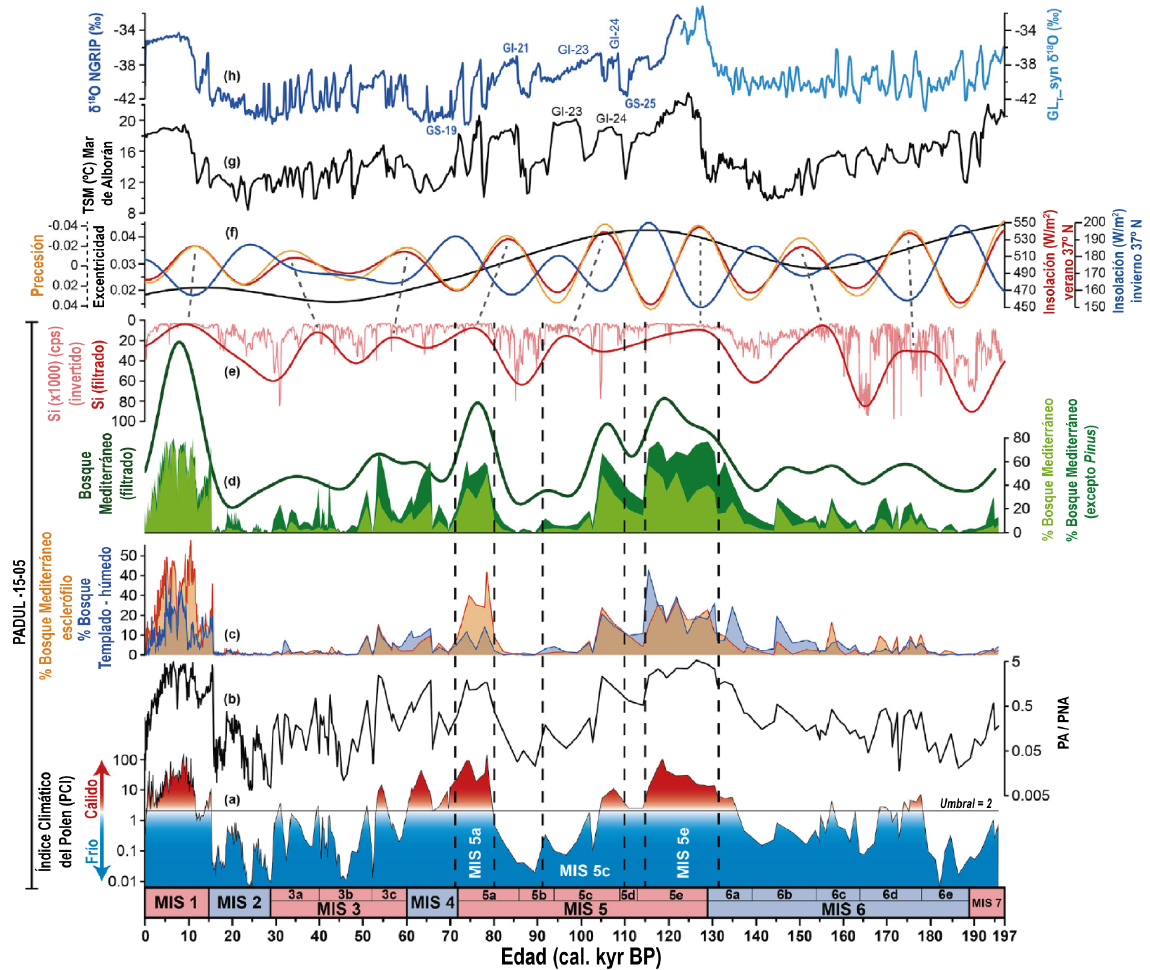 δ¹⁸O NGRIP (‰)
-34
-38
-42
(h)
GI-21
GI-23
GI-24
GS-25
GS-19
-34
-38
-42
GL_T_syn δ¹⁸O (‰)
TSM (ºC) Mar
de Alborán
20
16
12
8
(g)
GI-23
GI-24
Precesión
-0.04
-0.02
0
0.02
0.04
Excentricidad
0.04
0.03
0.02
(f)
550
530
510
490
470
450
Insolación (W/m²)
verano 37º N
200
190
180
170
160
150
Insolación (W/m²)
invierno 37º N
PADUL -15-05
Si (x1000) (cps)
(invertido)
Si (filtrado)
0
20
40
60
80
100
(e)
Bosque
Mediterráneo
(filtrado)
(d)
80
60
40
20
0
% Bosque Mediterráneo
% Bosque Mediterráneo
(excepto Pinus)
% Bosque Mediterráneo
esclerófilo
% Bosque
Templado - húmedo
50
40
30
20
10
0
(c)
(b)
5
0.5
0.05
0.005
PA / PNA
Índice Climático
del Polen (PCI)
Cálido
Frío
100
10
1
0.1
0.01
(a)
Umbral = 2
MIS 5a
MIS 5c
MIS 5e
MIS 1
MIS 2
3a
3b
3c
MIS 3
MIS 4
5a
5b
5c
5d
5e
MIS 5
6a
6b
6c
6d
6e
MIS 6
MIS 7
0 10 20 30 40 50 60 70 80 90 100 110 120 130 140 150 160 170 180 190 197
Edad (cal. kyr BP)